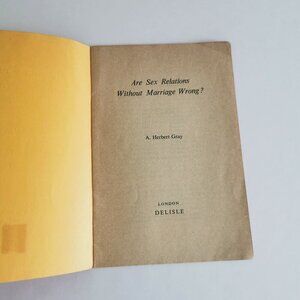 Are Sex Relations
Without Marriage Wrong?
A. Herbert Gray
LONDON
DELISLE